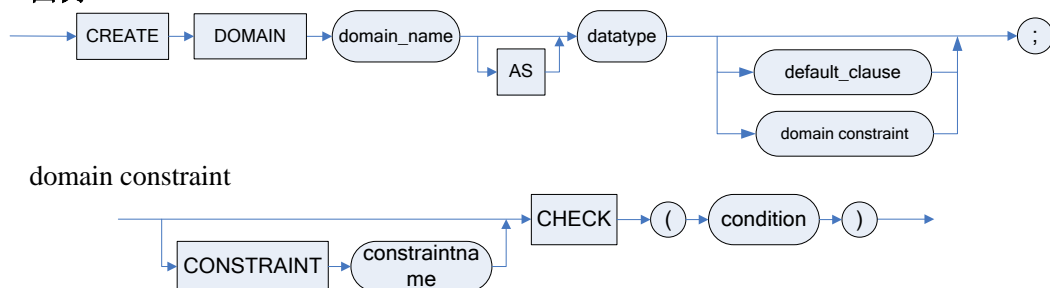 CREATE DOMAIN domain_name datatype ;
AS
default_clause
domain constraint
domain constraint
CHECK ( condition )
CONSTRAINT constraintna
me